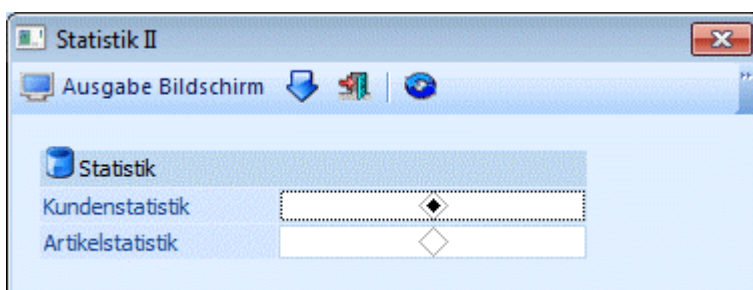 Statistik II
Ausgabe Bildschirm
Statistik
Kundenstatistik
Artikelstatistik